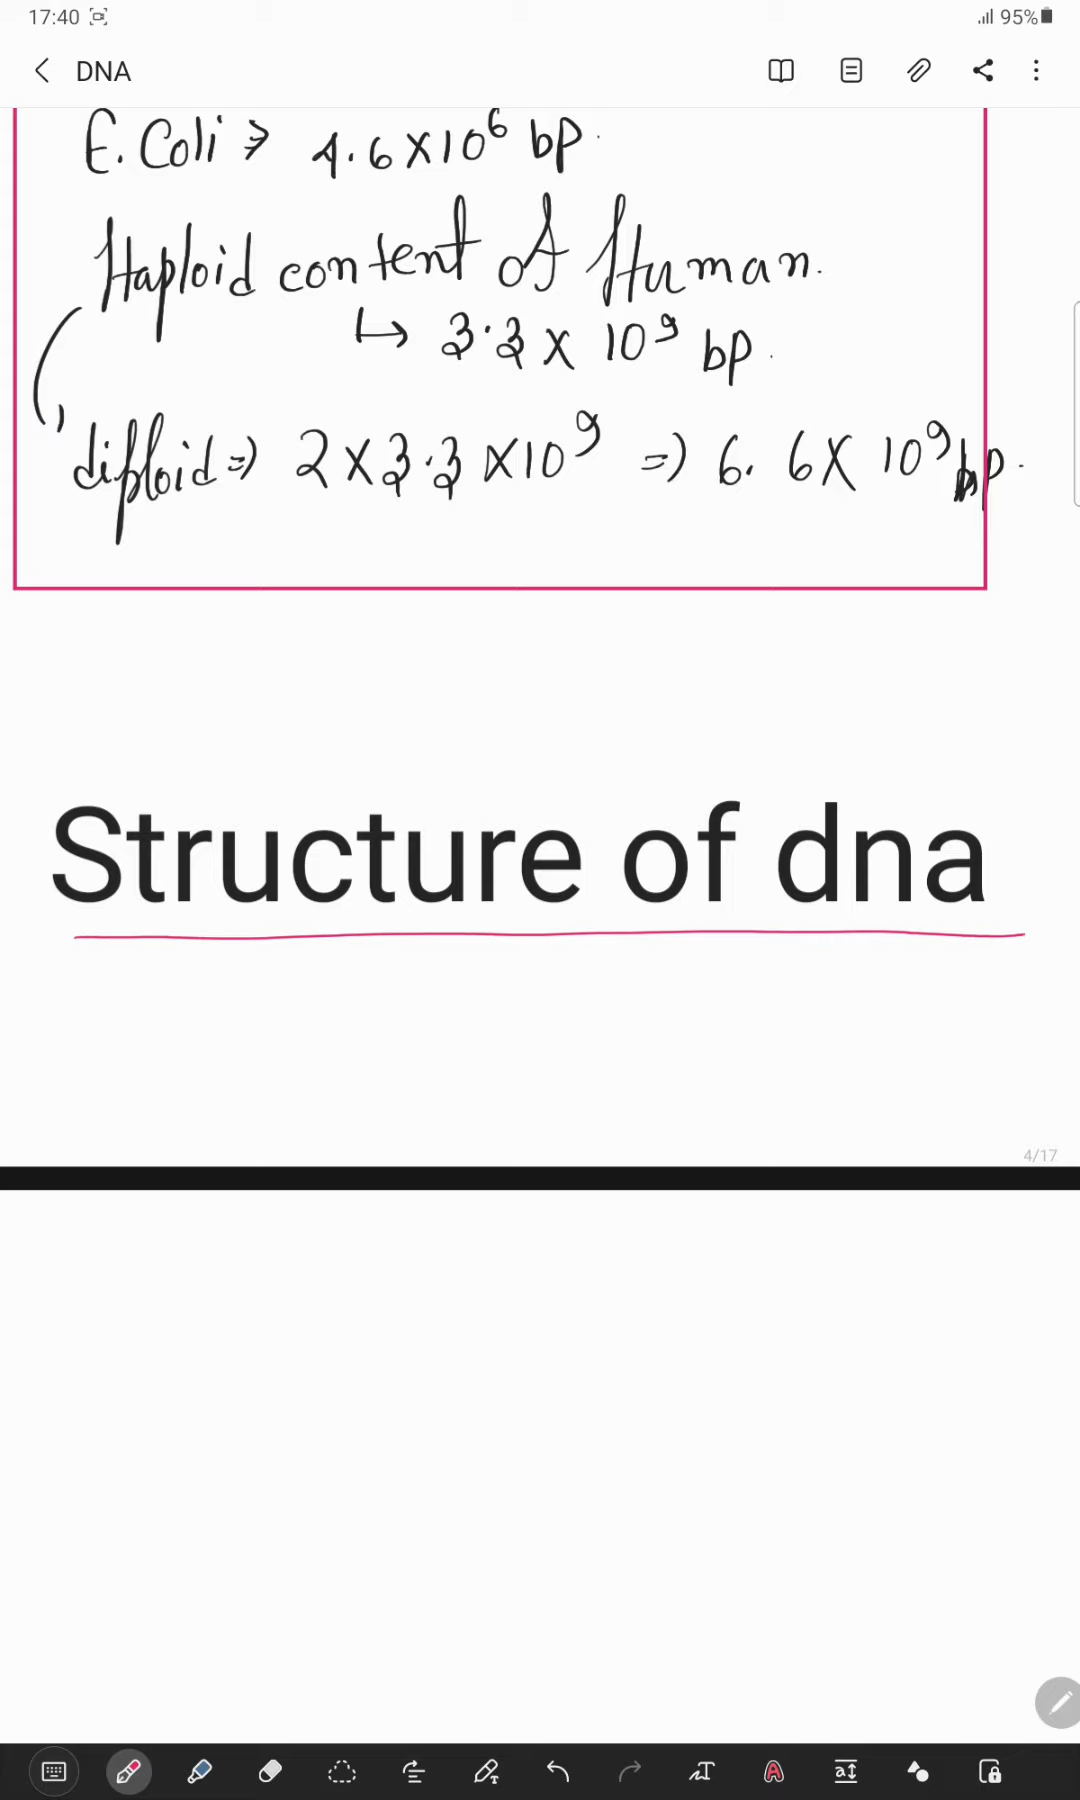 17:40 95%
DNA
E. Coli ⇒ 4.6 X 10⁶ bp.
Haploid content of Human.
↳ 3.3 x 10⁹ bp.
diploid ⇒ 2 X 3.3 X 10⁹ ⇒ 6.6 X 10⁹ bp.
Structure of dna
4/17